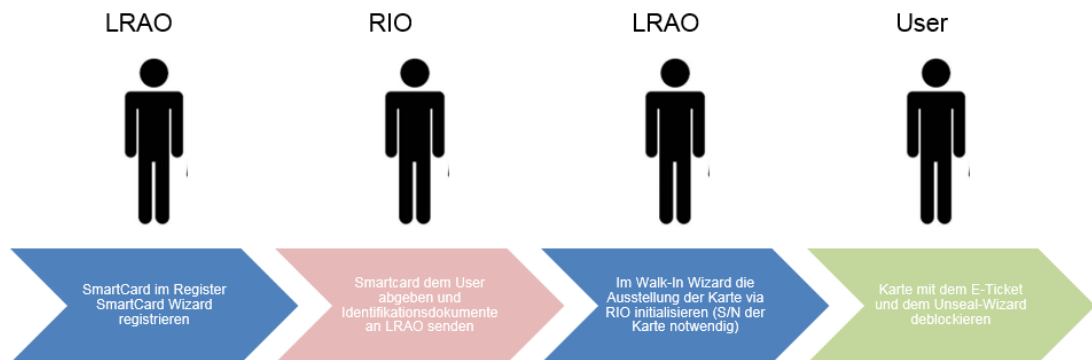 LRAO
RIO
LRAO
User
SmartCard im Register
SmartCard Wizard
registrieren
Smartcard dem User
abgeben und
Identifikationsdokumente
an LRAO senden
Im Walk-In Wizard die
Ausstellung der Karte via
RIO initialisieren (S/N der
Karte notwendig)
Karte mit dem E-Ticket
und dem Unseal-Wizard
deblockieren